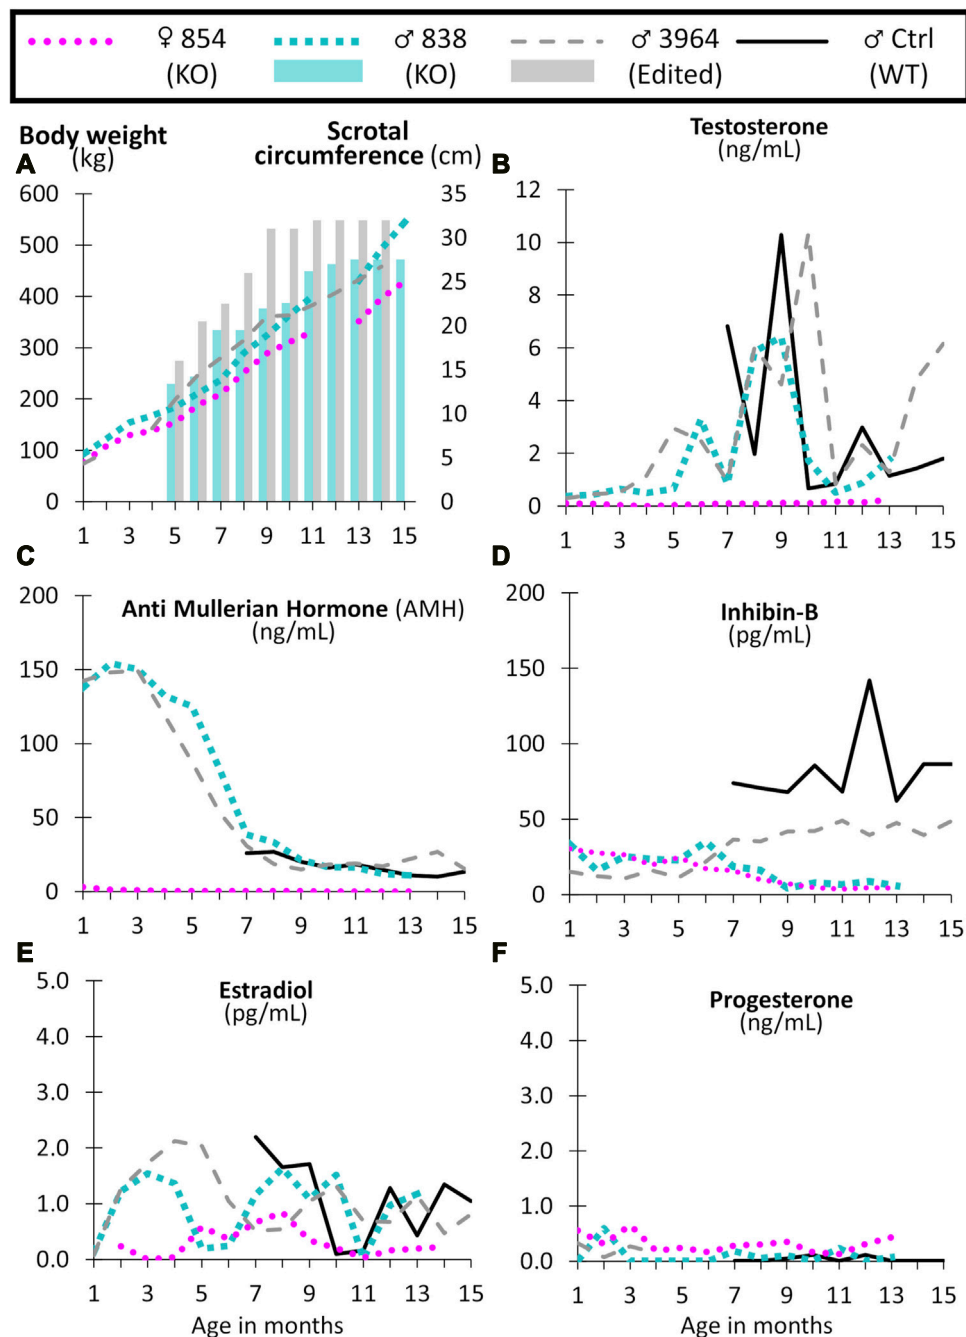 ♀ 854 ♂ 838 ♂ 3964 ♂ Ctrl
(KO) (KO) (Edited) (WT)
Body weight
(kg)
Scrotal
circumference (cm)
A
600 35
500 30
400 25
300 20
200 15
100 10
0 5
0
1 3 5 7 9 11 13 15
B
Testosterone
(ng/mL)
12
10
8
6
4
2
0
1 3 5 7 9 11 13 15
C
Anti Mullerian Hormone (AMH)
(ng/mL)
200
150
100
50
0
1 3 5 7 9 11 13 15
D
Inhibin-B
(pg/mL)
200
150
100
50
0
1 3 5 7 9 11 13 15
E
Estradiol
(pg/mL)
5.0
4.0
3.0
2.0
1.0
0.0
1 3 5 7 9 11 13 15
Age in months
F
Progesterone
(ng/mL)
5.0
4.0
3.0
2.0
1.0
0.0
1 3 5 7 9 11 13 15
Age in months